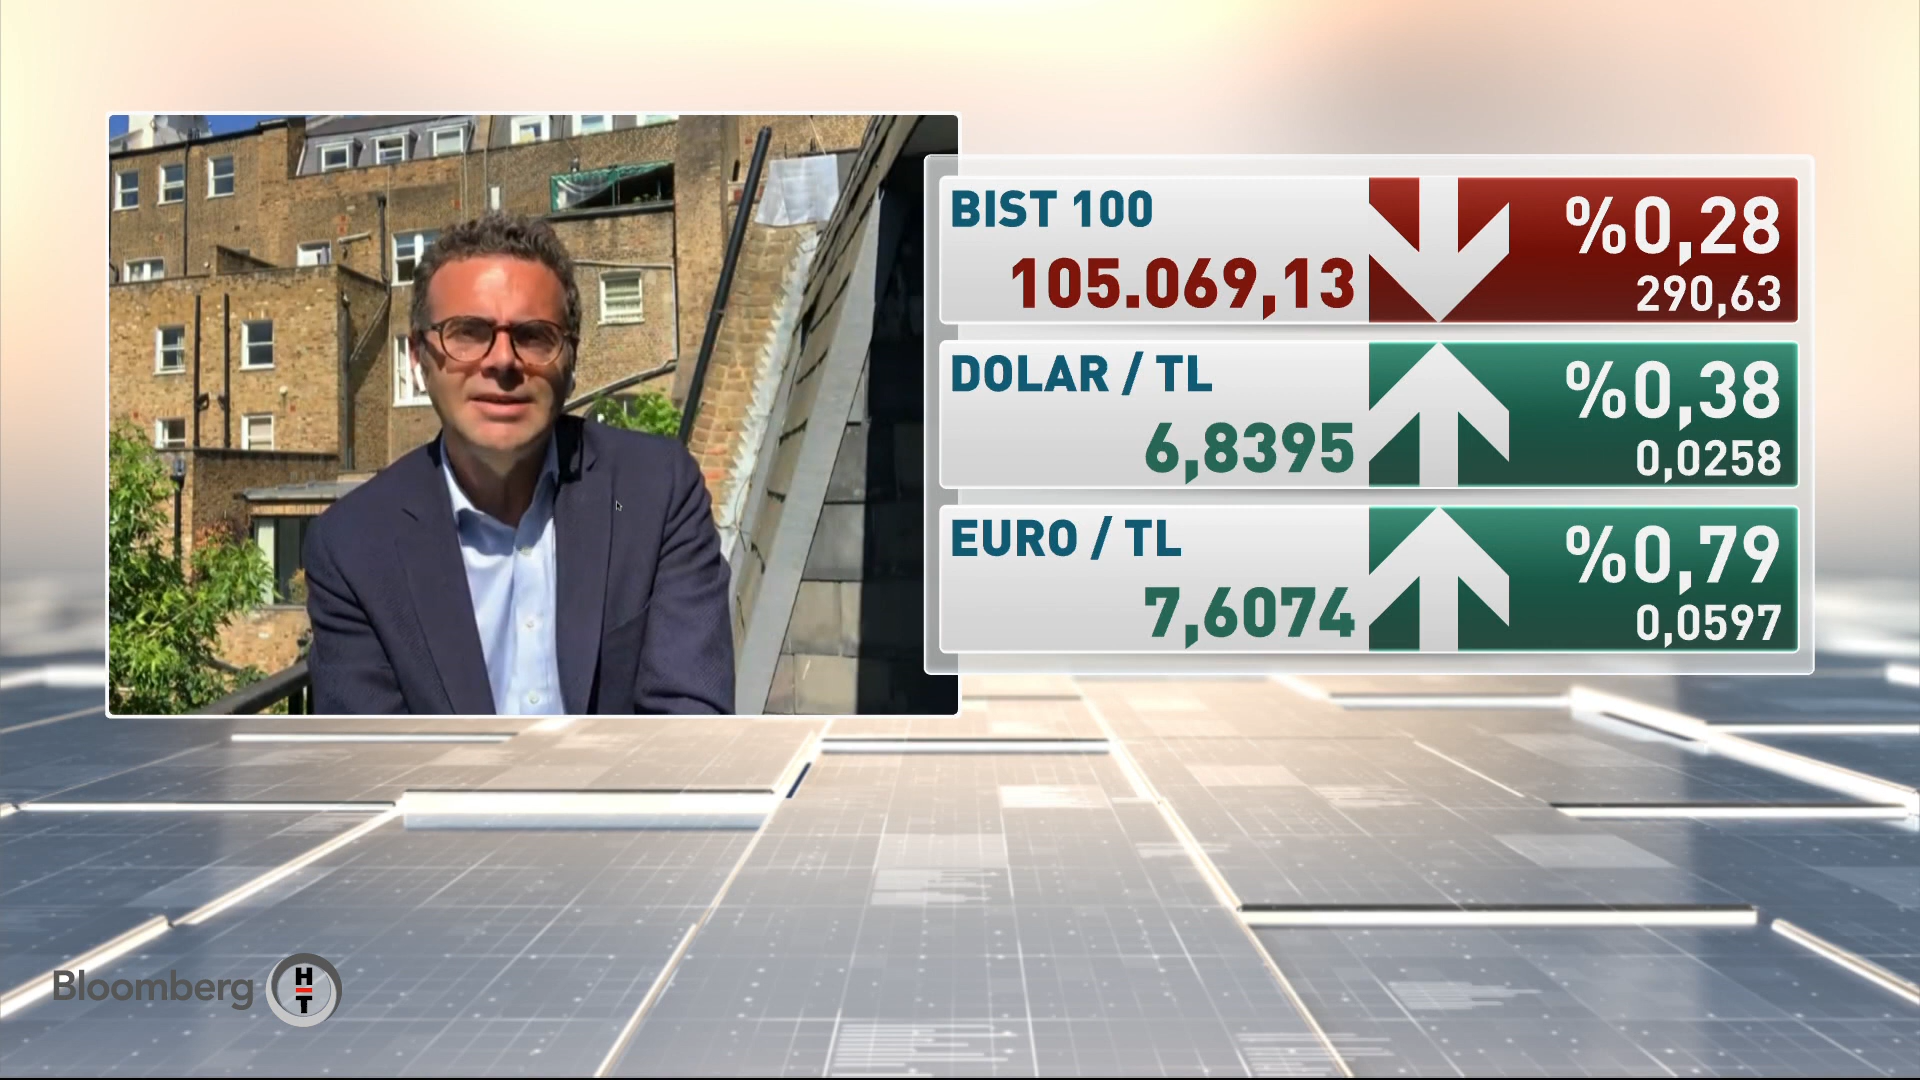 BIST 100
105.069,13
%0,28
290,63
DOLAR / TL
6,8395
%0,38
0,0258
EURO / TL
7,6074
%0,79
0,0597
Bloomberg HT